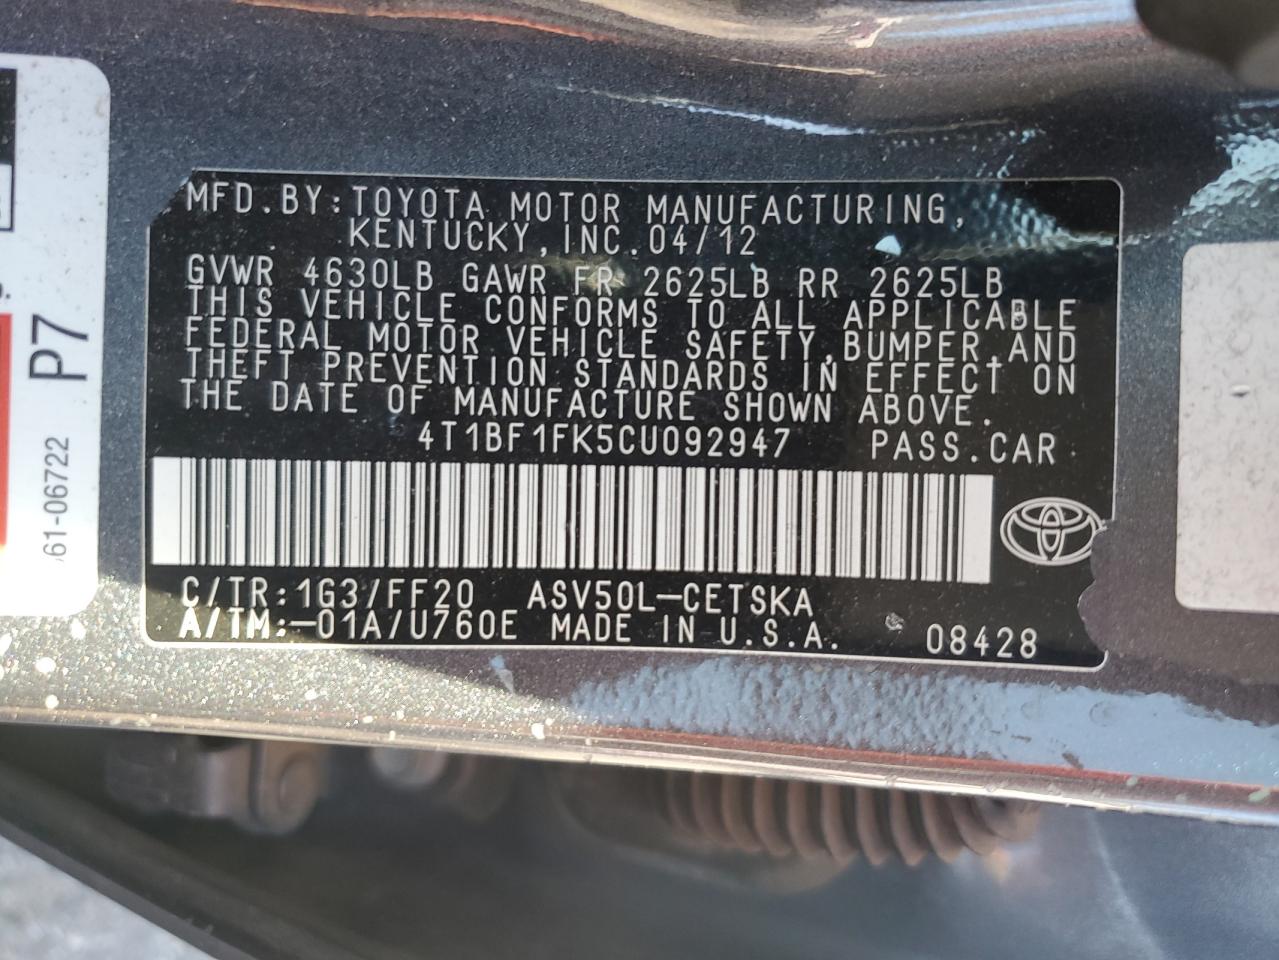 MFD.BY:TOYOTA MOTOR MANUFACTURING,
KENTUCKY,INC.04/12
GVWR 4630LB GAWR FR 2625LB RR 2625LB
THIS VEHICLE CONFORMS TO ALL APPLICABLE
FEDERAL MOTOR VEHICLE SAFETY,BUMPER,AND
THEFT PREVENTION STANDARDS IN EFFECT ON
THE DATE OF MANUFACTURE SHOWN ABOVE.
4T1BF1FK5CU092947 PASS.CAR
C/TR:1G3/FF20 ASV50L-CETSKA
A/TM:-01A/U760E MADE IN U.S.A. 08428
P7
61-06722